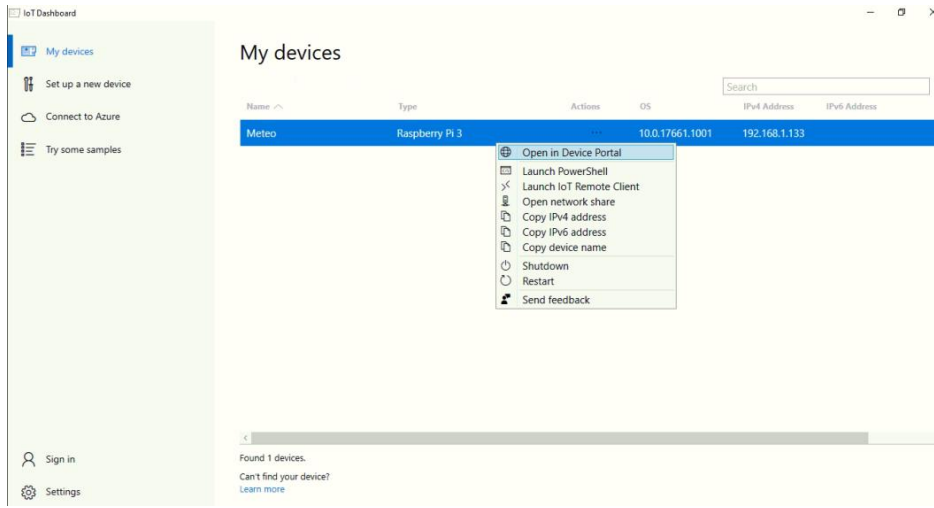 IoT Dashboard
My devices
Set up a new device
Connect to Azure
Try some samples
Sign in
Settings
My devices
Search
Name Type Actions OS IPv4 Address IPv6 Address
Meteo Raspberry Pi 3 ... 10.0.17661.1001 192.168.1.133
Open in Device Portal
Launch PowerShell
Launch IoT Remote Client
Open network share
Copy IPv4 address
Copy IPv6 address
Copy device name
Shutdown
Restart
Send feedback
Found 1 devices.
Can't find your device?
Learn more